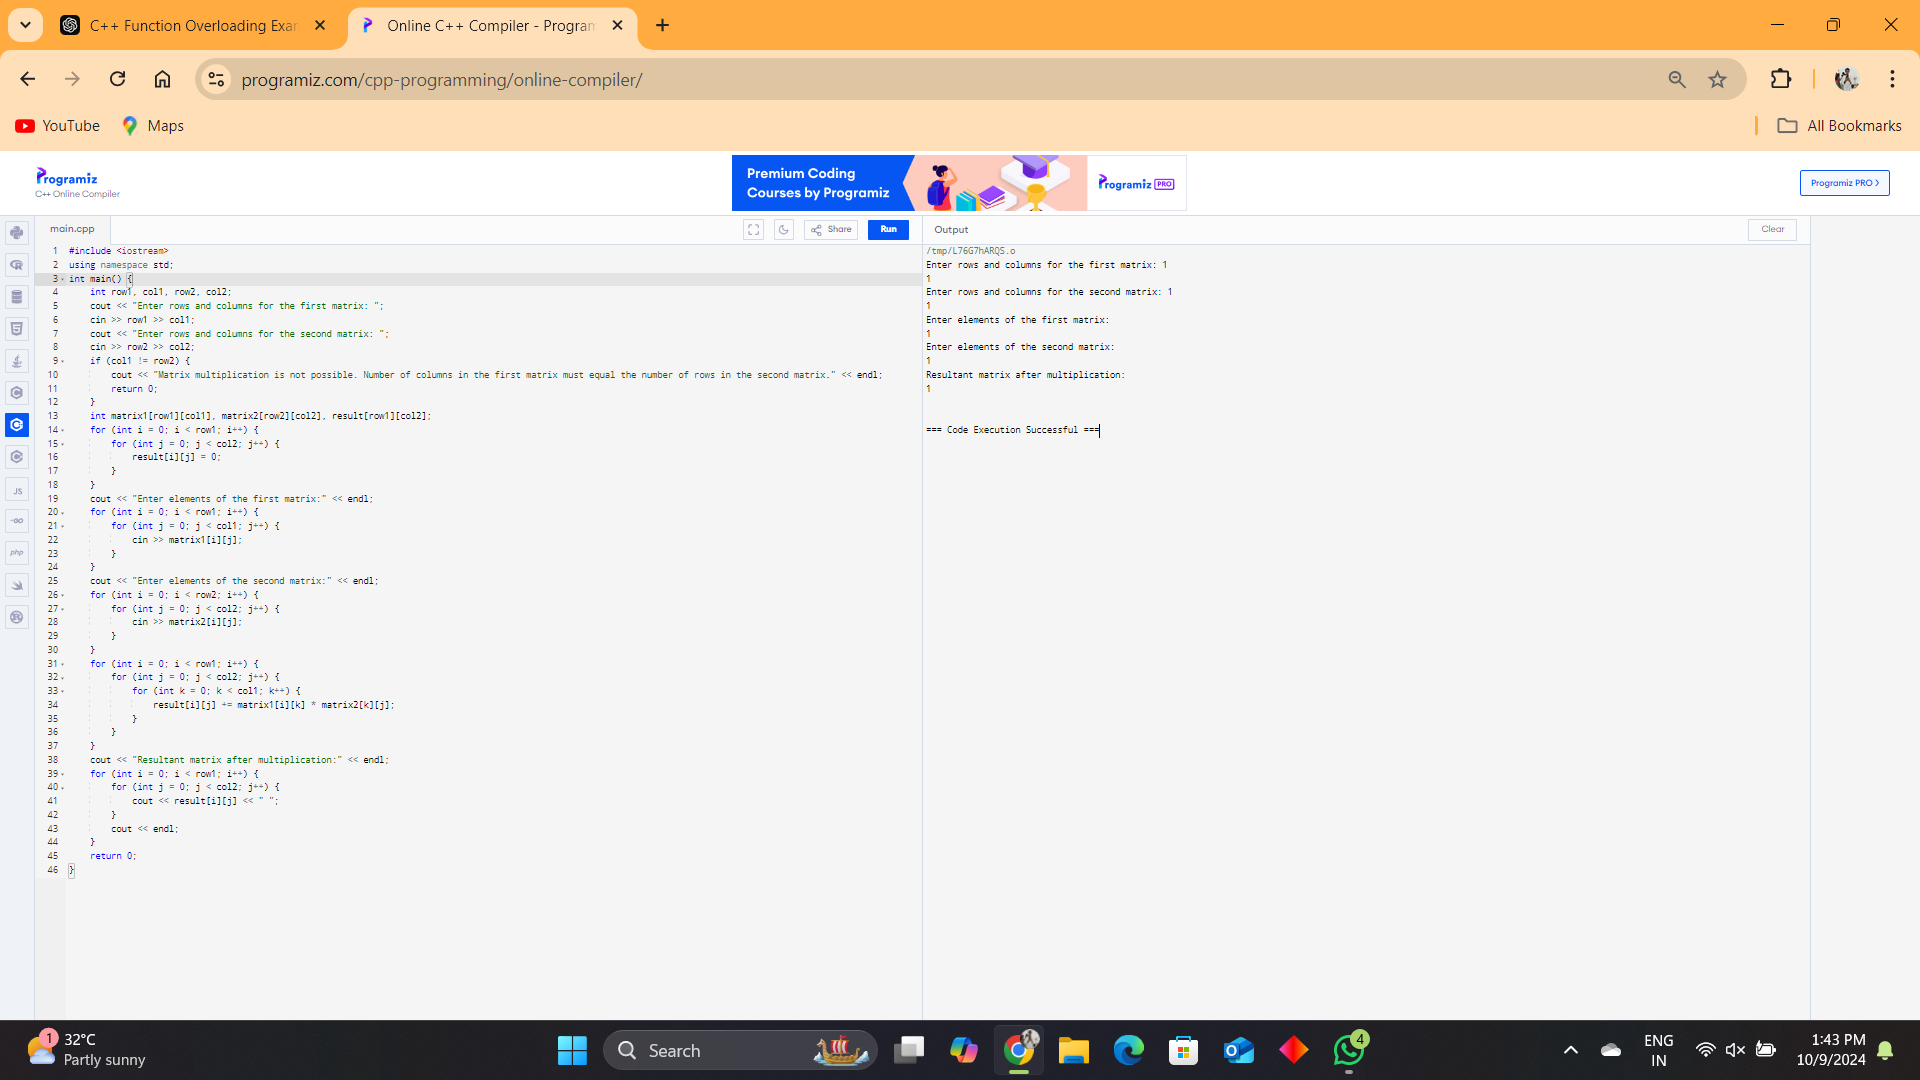 C++ Function Overloading Exar
Online C++ Compiler - Program
programiz.com/cpp-programming/online-compiler/
YouTube
Maps
All Bookmarks
Programiz
C++ Online Compiler
Premium Coding
Courses by Programiz
Programiz PRO
Programiz PRO
main.cpp
Share
Run
Output
Clear
1 #include <iostream>
2 using namespace std;
3 int main() {
4     int row1, col1, row2, col2;
5     cout << "Enter rows and columns for the first matrix: ";
6     cin >> row1 >> col1;
7     cout << "Enter rows and columns for the second matrix: ";
8     cin >> row2 >> col2;
9     if (col1 != row2) {
10         cout << "Matrix multiplication is not possible. Number of columns in the first matrix must equal the number of rows in the second matrix." << endl;
11         return 0;
12     }
13     int matrix1[row1][col1], matrix2[row2][col2], result[row1][col2];
14     for (int i = 0; i < row1; i++) {
15         for (int j = 0; j < col2; j++) {
16             result[i][j] = 0;
17         }
18     }
19     cout << "Enter elements of the first matrix:" << endl;
20     for (int i = 0; i < row1; i++) {
21         for (int j = 0; j < col1; j++) {
22             cin >> matrix1[i][j];
23         }
24     }
25     cout << "Enter elements of the second matrix:" << endl;
26     for (int i = 0; i < row2; i++) {
27         for (int j = 0; j < col2; j++) {
28             cin >> matrix2[i][j];
29         }
30     }
31     for (int i = 0; i < row1; i++) {
32         for (int j = 0; j < col2; j++) {
33             for (int k = 0; k < col1; k++) {
34                 result[i][j] += matrix1[i][k] * matrix2[k][j];
35             }
36         }
37     }
38     cout << "Resultant matrix after multiplication:" << endl;
39     for (int i = 0; i < row1; i++) {
40         for (int j = 0; j < col2; j++) {
41             cout << result[i][j] << " ";
42         }
43         cout << endl;
44     }
45     return 0;
46 }
/tmp/L76G7hARQS.o
Enter rows and columns for the first matrix: 1
1
Enter rows and columns for the second matrix: 1
1
Enter elements of the first matrix:
1
Enter elements of the second matrix:
1
Resultant matrix after multiplication:
1
=== Code Execution Successful ===
JS
GO
php
1
32°C
Partly sunny
Search
4
ENG
IN
1:43 PM
10/9/2024